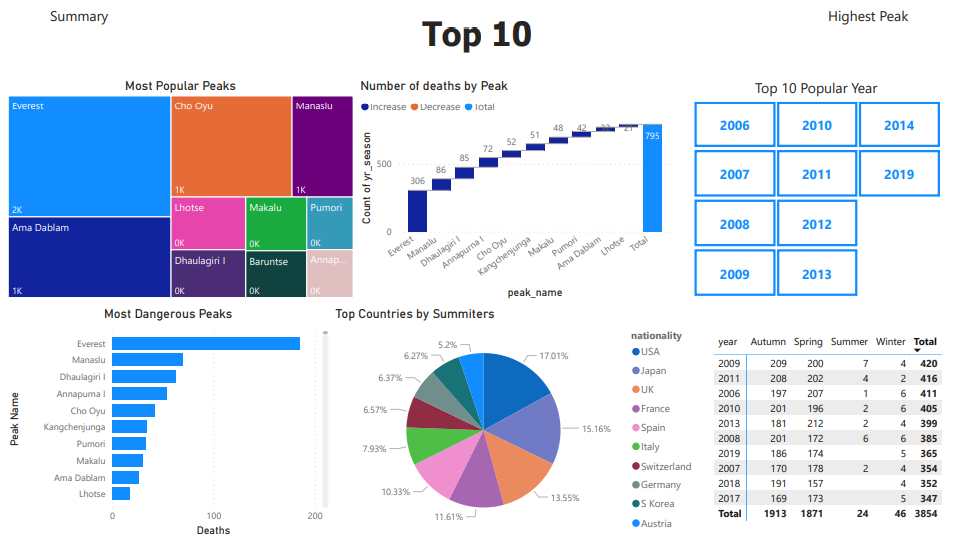 Summary
Top 10
Highest Peak
Most Popular Peaks
Everest
2K
Ama Dablam
1K
Cho Oyu
1K
Manaslu
1K
Lhotse
0K
Makalu
0K
Pumori
0K
Dhaulagiri I
0K
Baruntse
0K
Annap...
0K
Number of deaths by Peak
Increase Decrease Total
Count of yr_season
500
0
306
86
85
72
52
51
48
42
21
795
Everest
Manaslu
Dhaulagiri I
Annapurna I
Cho Oyu
Kangchenjunga
Makalu
Pumori
Ama Dablam
Lhotse
Total
peak_name
Top 10 Popular Year
2006 2010 2014
2007 2011 2019
2008 2012
2009 2013
Most Dangerous Peaks
Peak Name
Everest
Manaslu
Dhaulagiri I
Annapurna I
Cho Oyu
Kangchenjunga
Pumori
Makalu
Ama Dablam
Lhotse
0 100 200
Deaths
Top Countries by Summiters
17.01%
15.16%
13.55%
11.61%
10.33%
7.93%
6.57%
6.37%
6.27%
5.2%
nationality
USA
Japan
UK
France
Spain
Italy
Switzerland
Germany
S Korea
Austria
year Autumn Spring Summer Winter Total
2009 209 200 7 4 420
2011 208 202 4 2 416
2006 197 207 1 6 411
2010 201 196 2 6 405
2013 181 212 2 4 399
2008 201 172 6 6 385
2019 186 174 5 365
2007 170 178 2 4 354
2018 191 157 4 352
2017 169 173 5 347
Total 1913 1871 24 46 3854